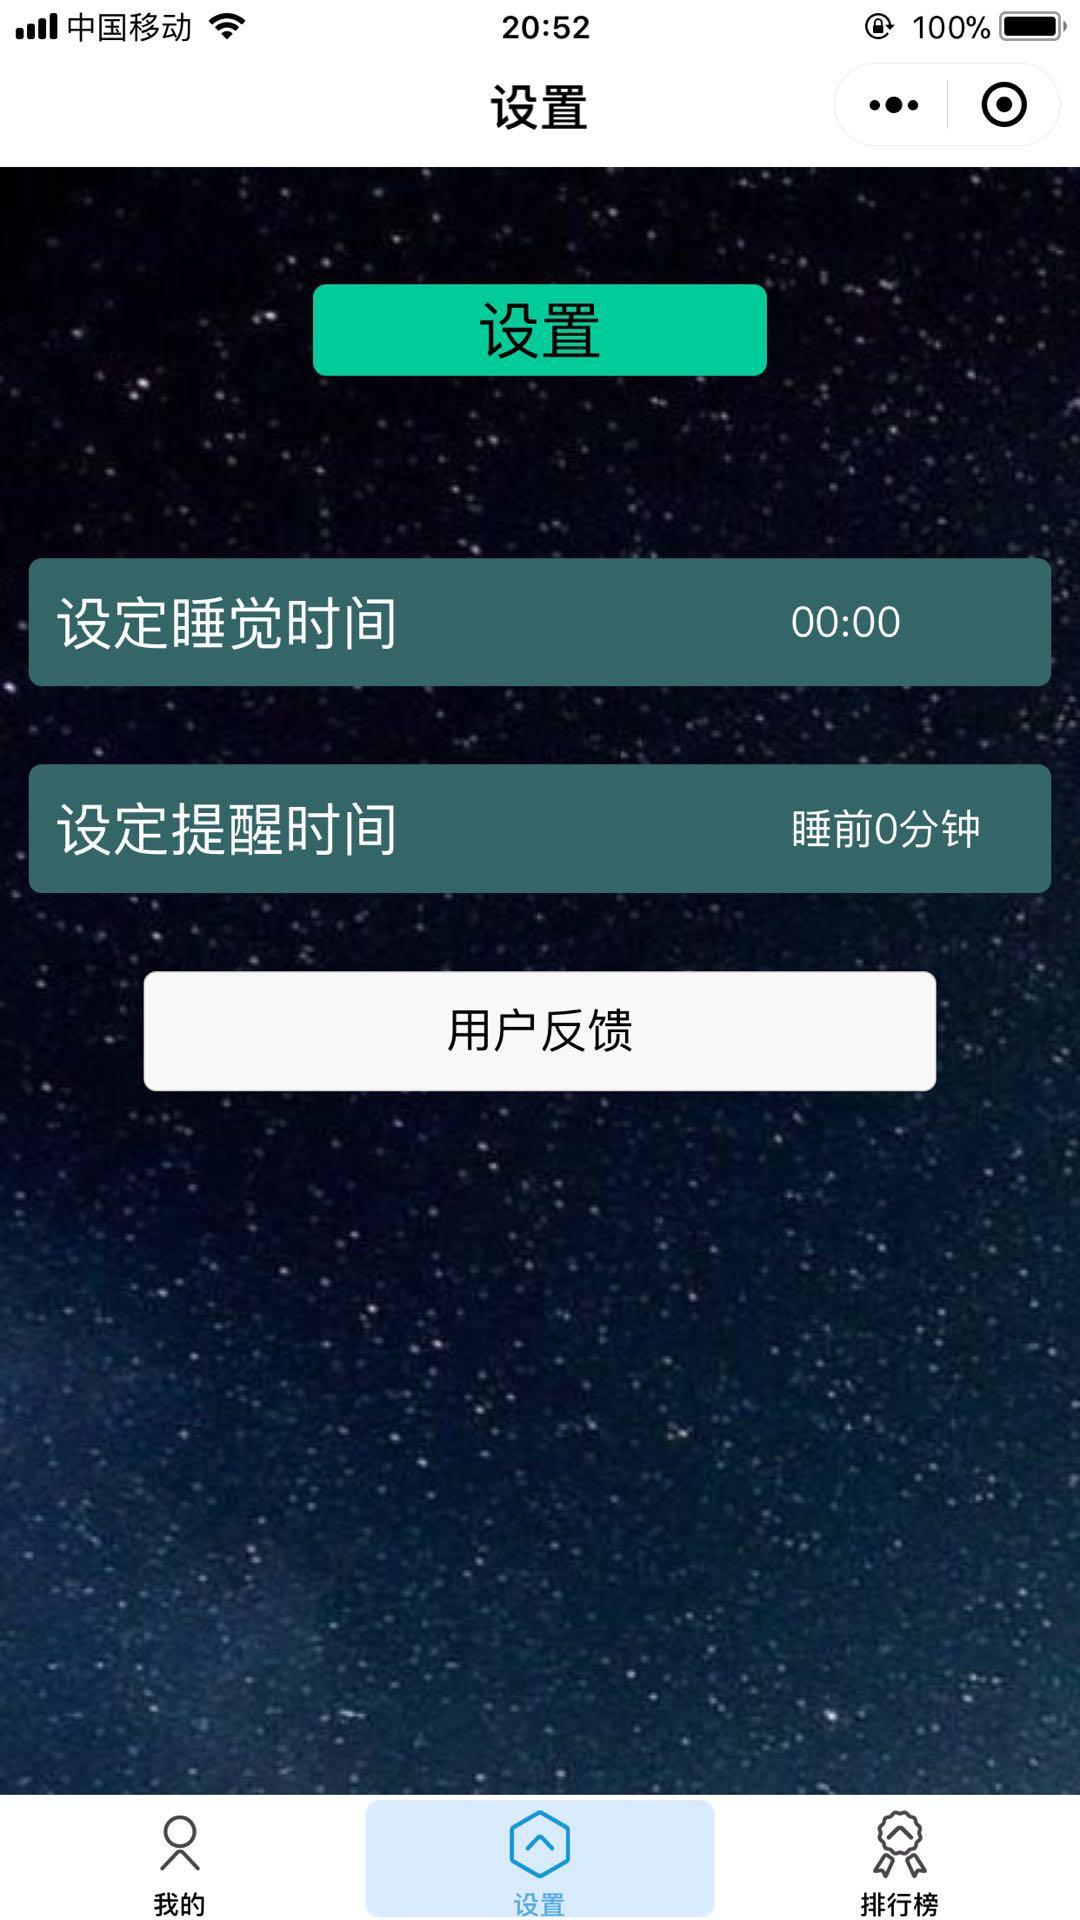 中国移动 20:52 100%
设置
设置
设定睡觉时间 00:00
设定提醒时间 睡前0分钟
用户反馈
我的 设置 排行榜